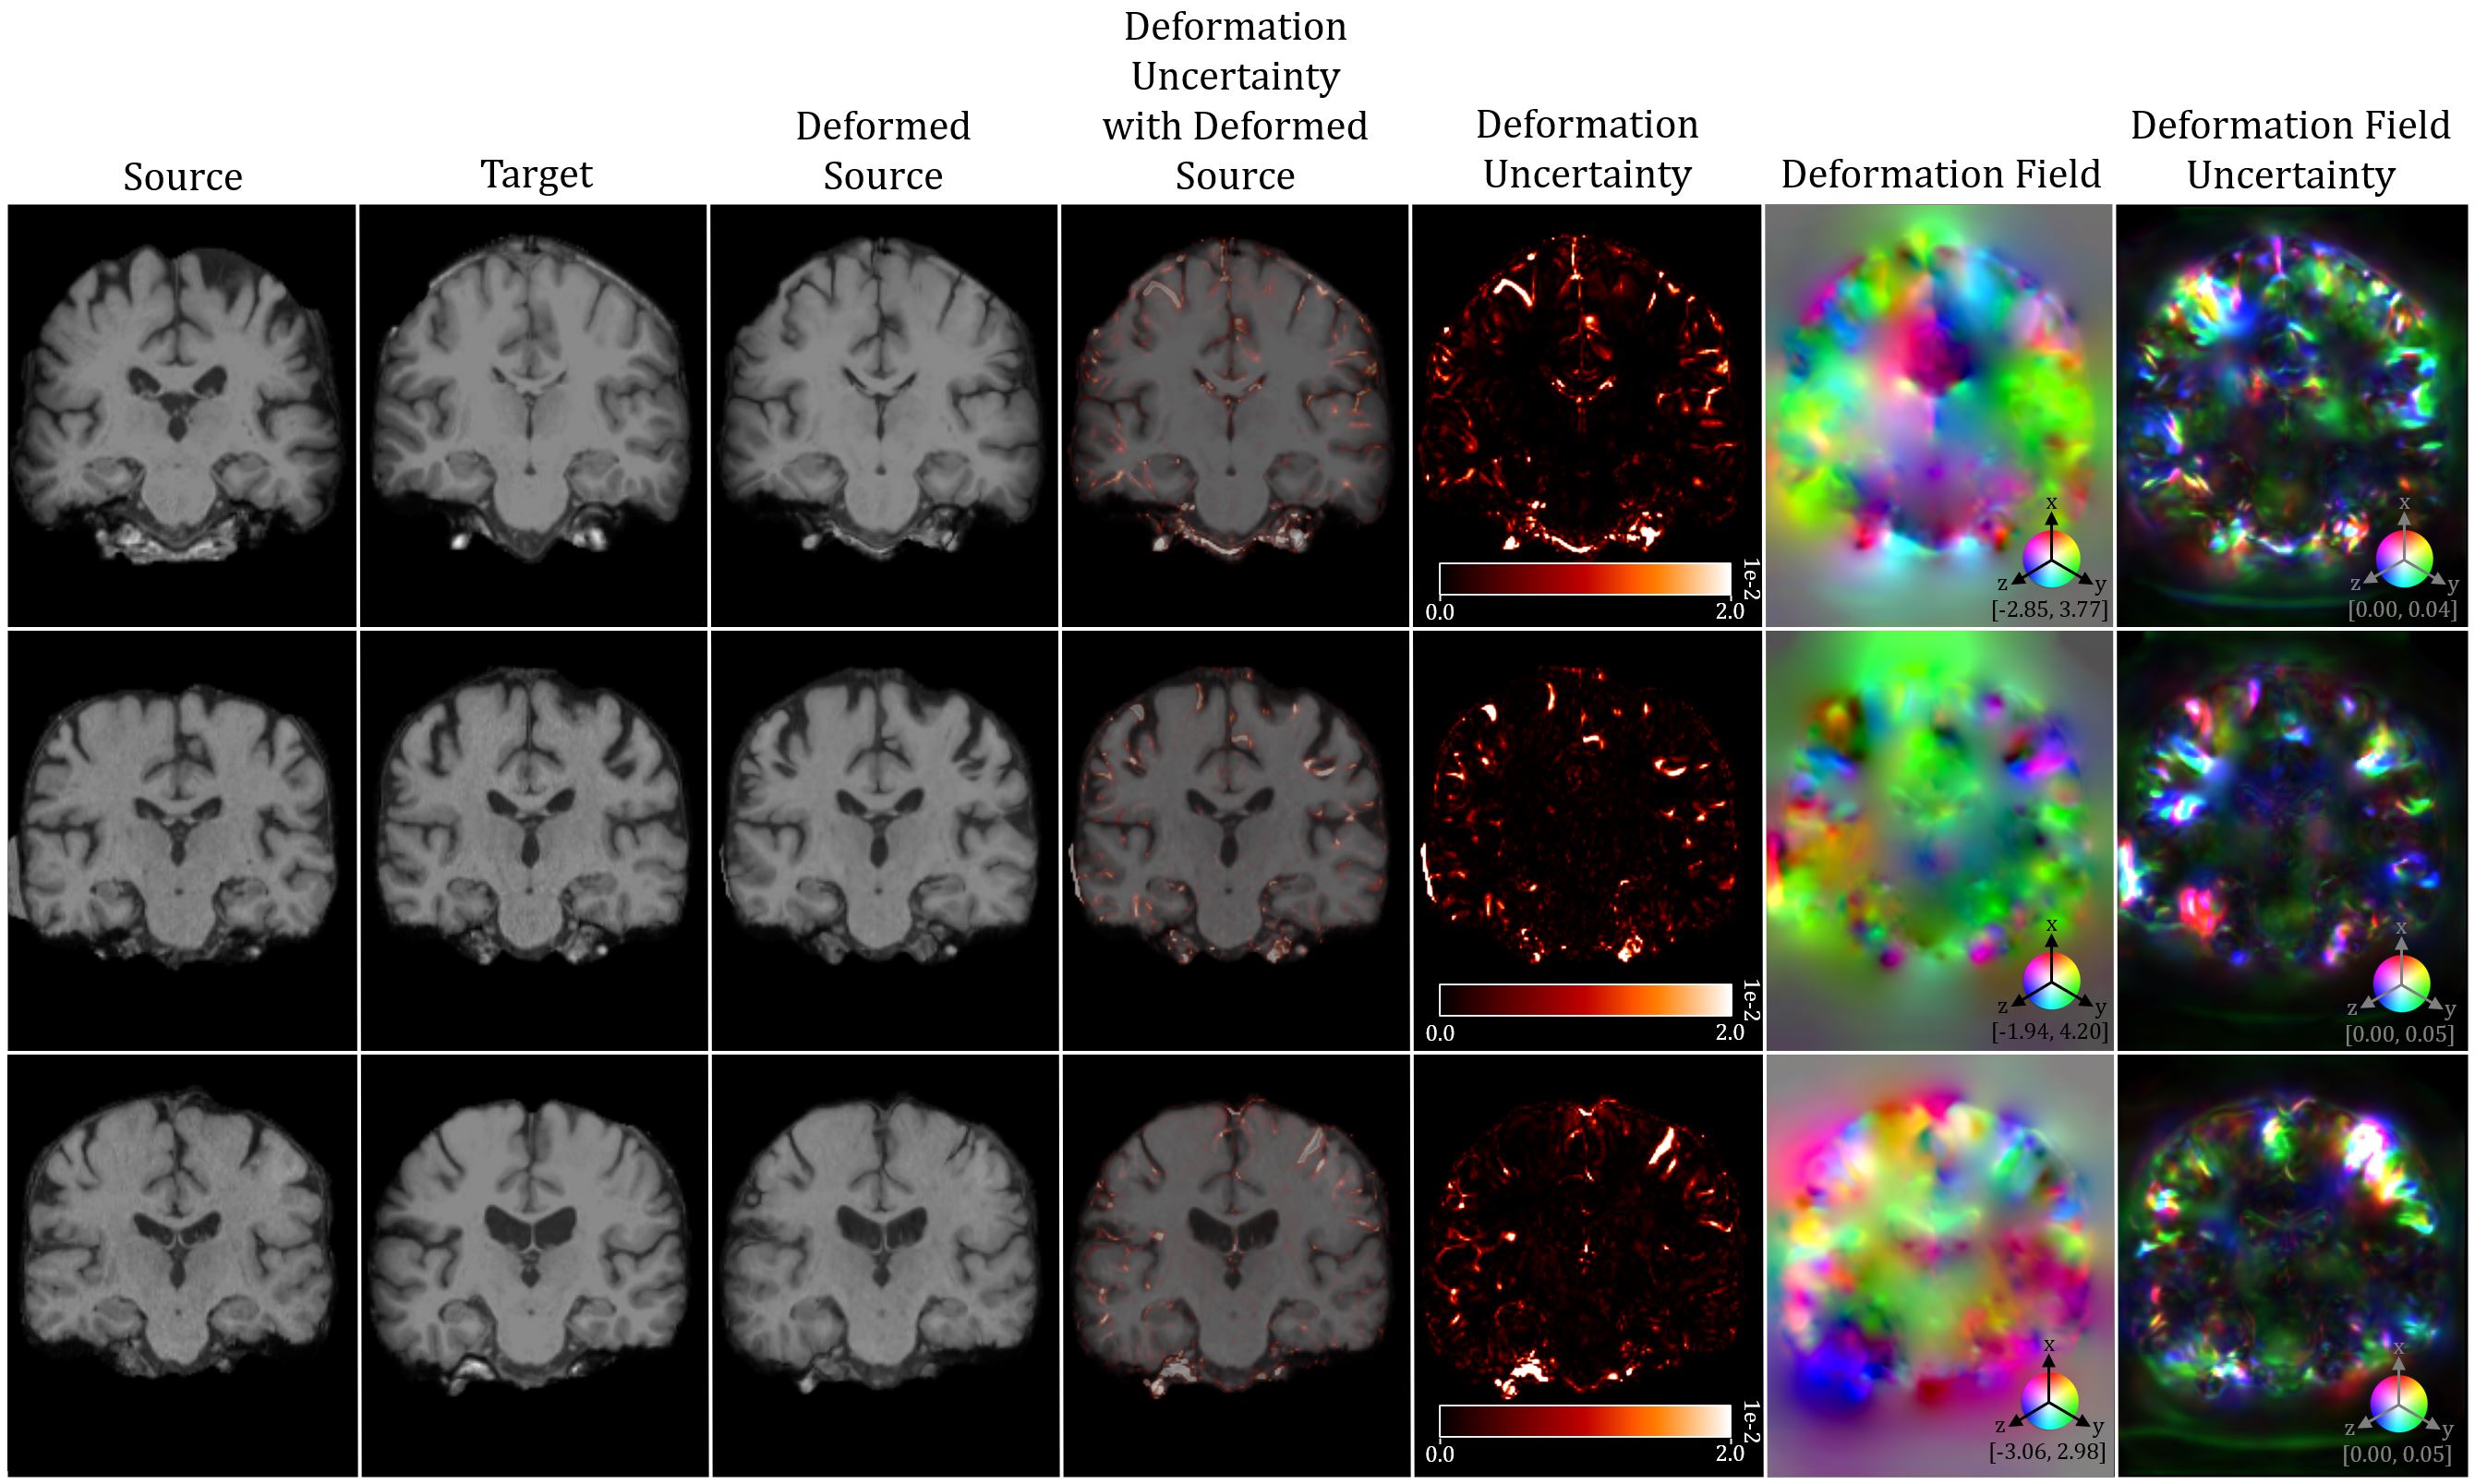 Source
Target
Deformed
Source
Deformation
Uncertainty
with Deformed
Source
Deformation
Uncertainty
Deformation Field
Deformation Field
Uncertainty
0.0
2.0
1e-2
x
z
y
[-2.85, 3.77]
x
z
y
[0.00, 0.04]
0.0
2.0
1e-2
x
z
y
[-1.94, 4.20]
x
z
y
[0.00, 0.05]
0.0
2.0
1e-2
x
z
y
[-3.06, 2.98]
x
z
y
[0.00, 0.05]